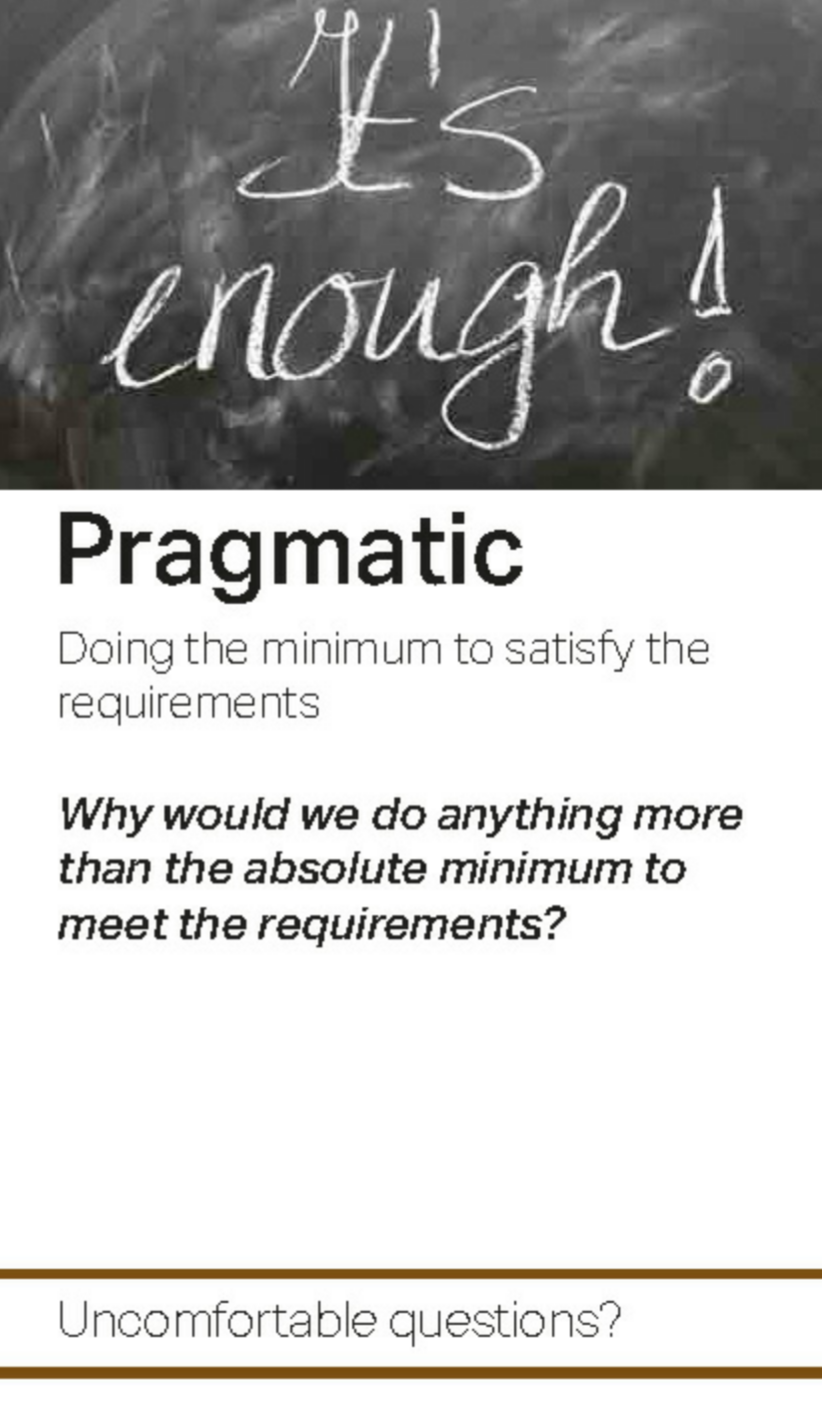 It's
enough!
Pragmatic
Doing the minimum to satisfy the
requirements
Why would we do anything more
than the absolute minimum to
meet the requirements?
Uncomfortable questions?